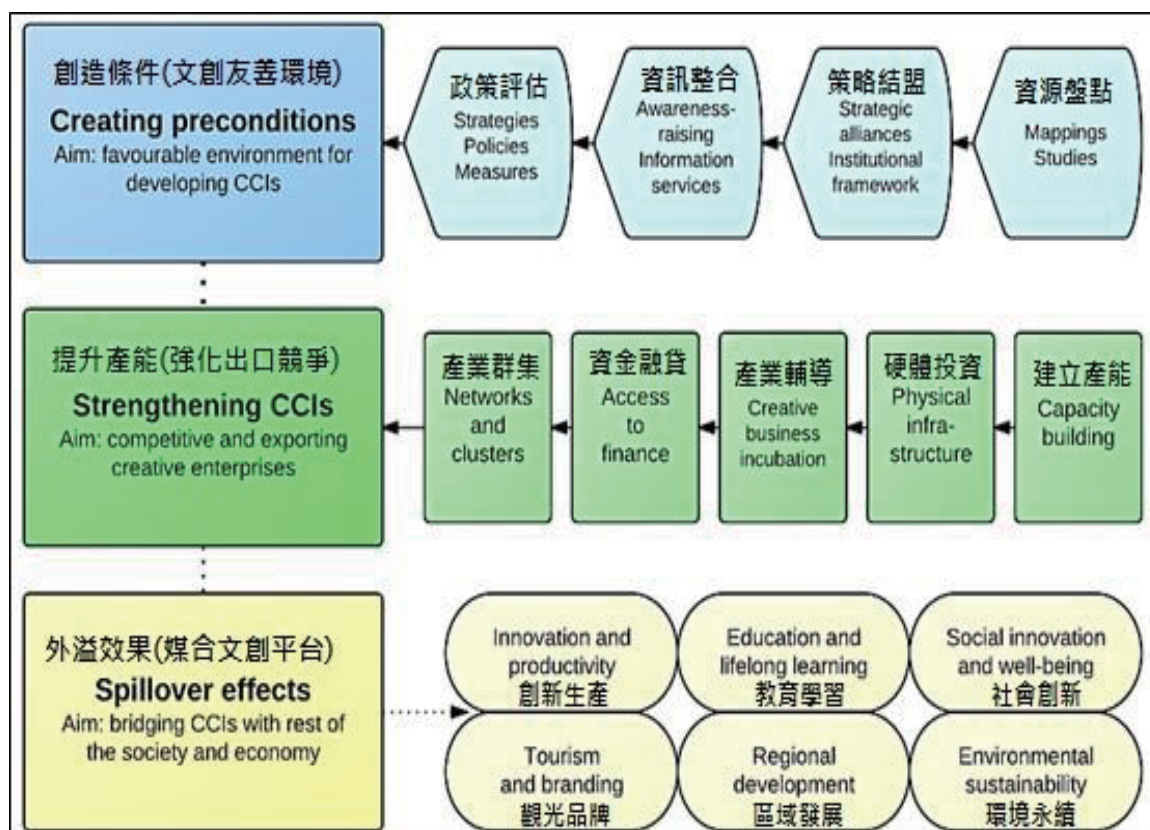 創造條件(文創友善環境)
Creating preconditions
Aim: favourable environment for
developing CCIs
政策評估
Strategies
Policies
Measures
資訊整合
Awareness-
raising
Information
services
策略結盟
Strategic
alliances
Institutional
framework
資源盤點
Mappings
Studies
提升產能(強化出口競爭)
Strengthening CCIs
Aim: competitive and exporting
creative enterprises
產業群集
Networks
and
clusters
資金融貸
Access
to
finance
產業輔導
Creative
business
incubation
硬體投資
Physical
infra-
structure
建立產能
Capacity
building
外溢效果(媒合文創平台)
Spillover effects
Aim: bridging CCIs with rest of
the society and economy
Innovation and
productivity
創新生產
Education and
lifelong learning
教育學習
Social innovation
and well-being
社會創新
Tourism
and branding
觀光品牌
Regional
development
區域發展
Environmental
sustainability
環境永續